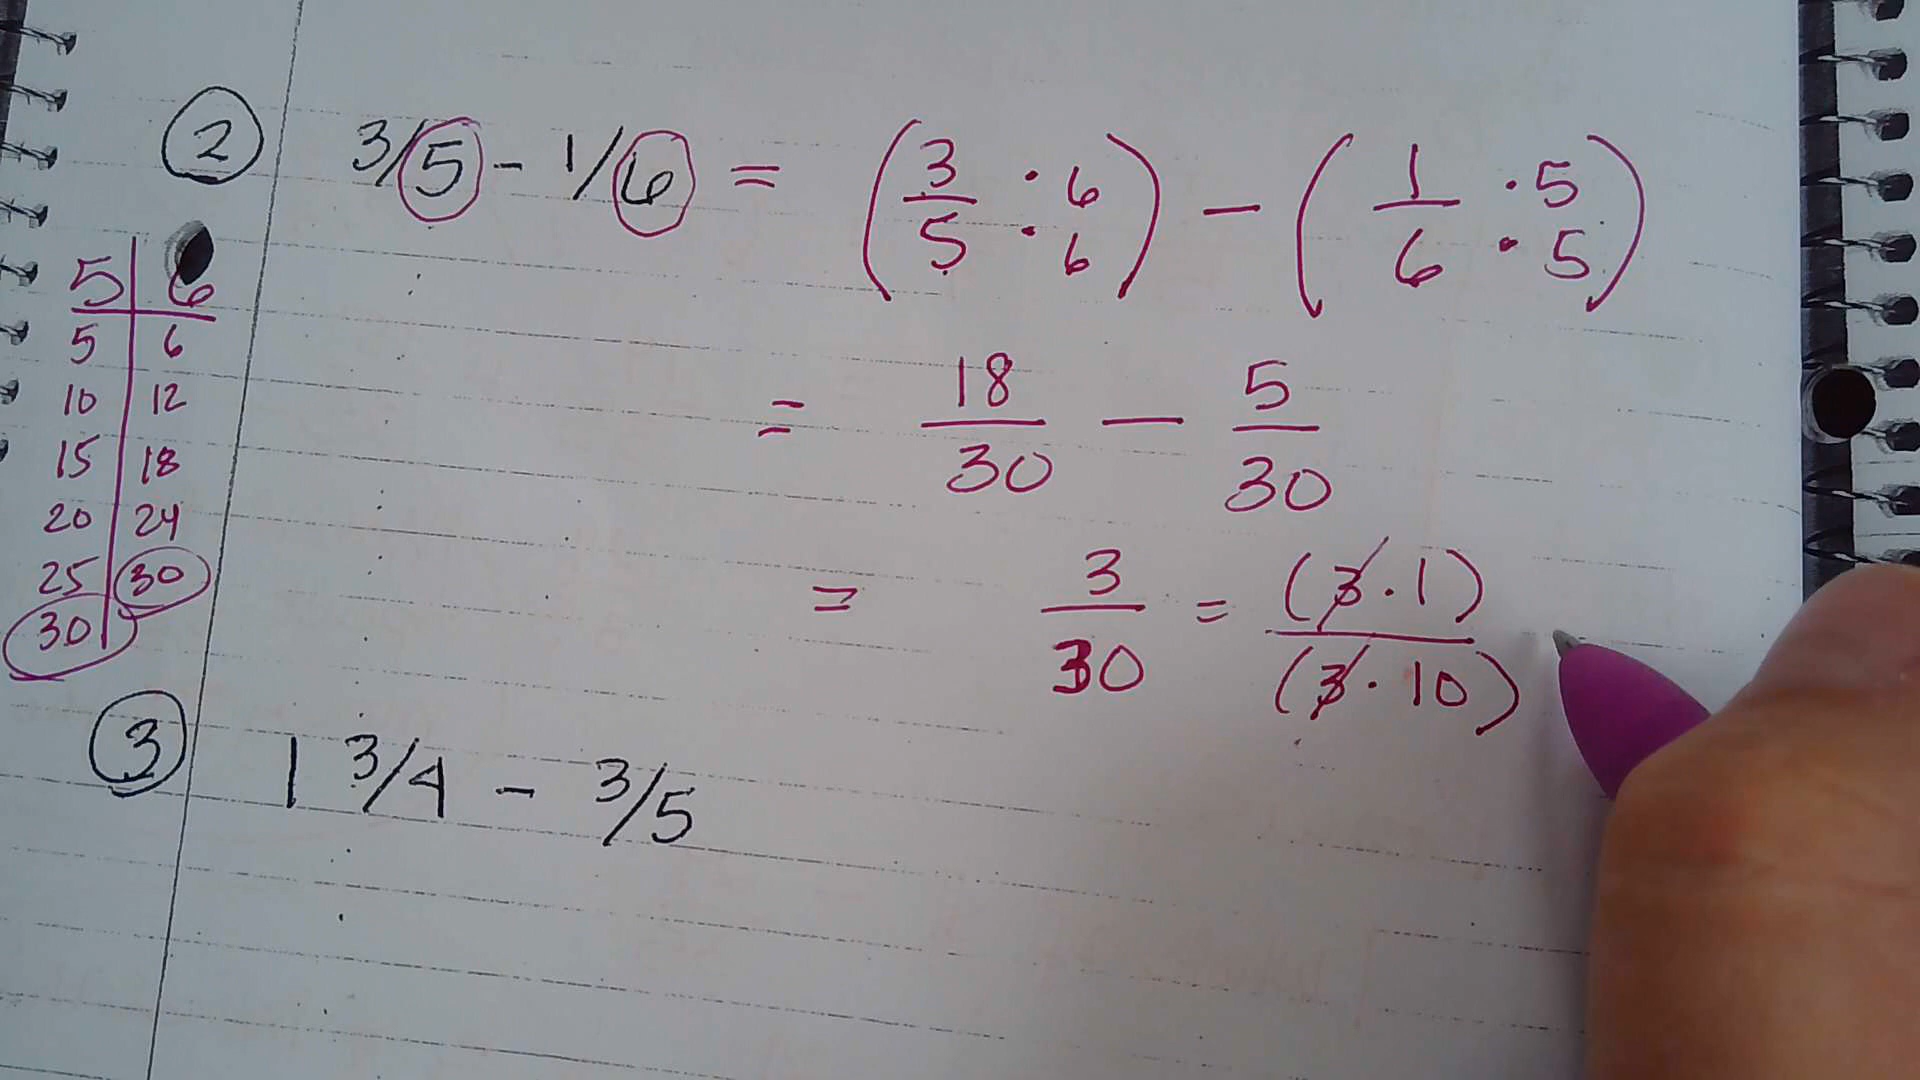 ② 3/5 - 1/6 = (3/5 · 6/6) - (1/6 · 5/5)
5 | 6
5 | 6
10 | 12
15 | 18
20 | 24
25 | 30
30
= 18/30 - 5/30
= 3/30 = (3 · 1)/(3 · 10)
③ 1 3/4 - 3/5